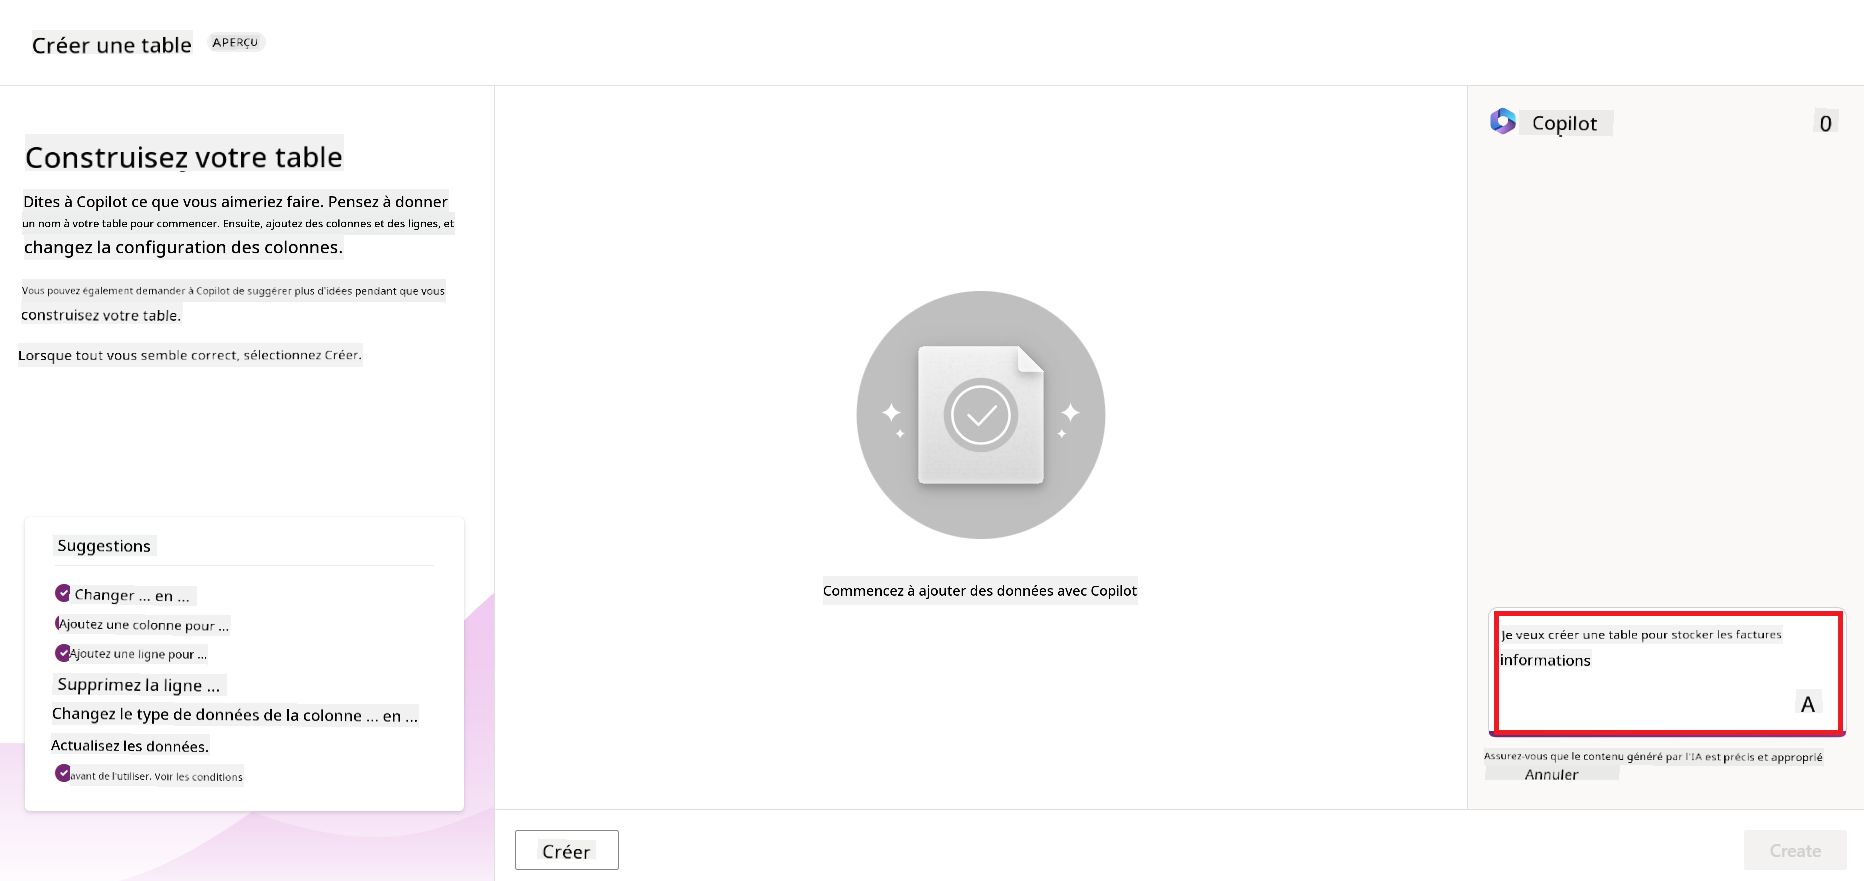 Créer une table
APERÇU
Construisez votre table
Dites à Copilot ce que vous aimeriez faire. Pensez à donner
un nom à votre table pour commencer. Ensuite, ajoutez des colonnes et des lignes, et
changez la configuration des colonnes.
Vous pouvez également demander à Copilot de suggérer plus d'idées pendant que vous
construisez votre table.
Lorsque tout vous semble correct, sélectionnez Créer.
Suggestions
Changer ... en ...
Ajoutez une colonne pour ...
Ajoutez une ligne pour ...
Supprimez la ligne ...
Changez le type de données de la colonne ... en ...
Actualisez les données.
avant de l'utiliser. Voir les conditions
Commencez à ajouter des données avec Copilot
Copilot
0
Je veux créer une table pour stocker les factures
informations
A
Assurez-vous que le contenu généré par l'IA est précis et approprié
Annuler
Créer
Create